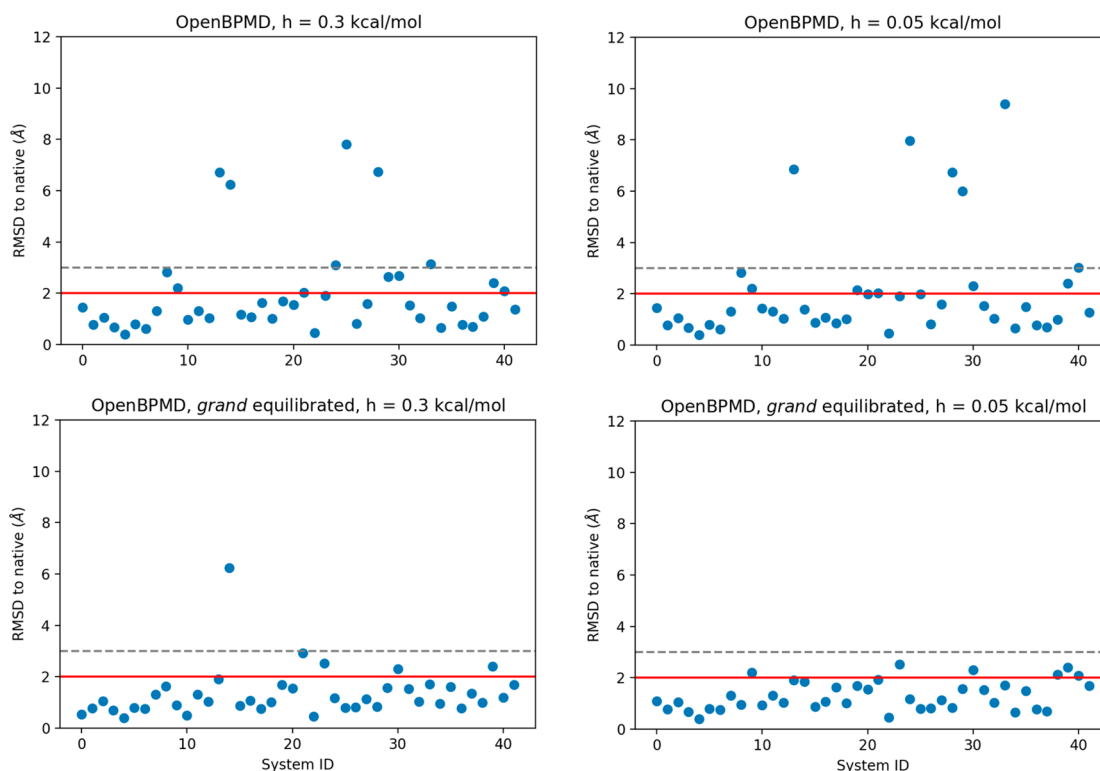 OpenBPMD, h = 0.3 kcal/mol
RMSD to native (Å)
12
10
8
6
4
2
0
0 10 20 30 40
OpenBPMD, h = 0.05 kcal/mol
RMSD to native (Å)
12
10
8
6
4
2
0
0 10 20 30 40
OpenBPMD, grand equilibrated, h = 0.3 kcal/mol
RMSD to native (Å)
12
10
8
6
4
2
0
0 10 20 30 40
System ID
OpenBPMD, grand equilibrated, h = 0.05 kcal/mol
RMSD to native (Å)
12
10
8
6
4
2
0
0 10 20 30 40
System ID